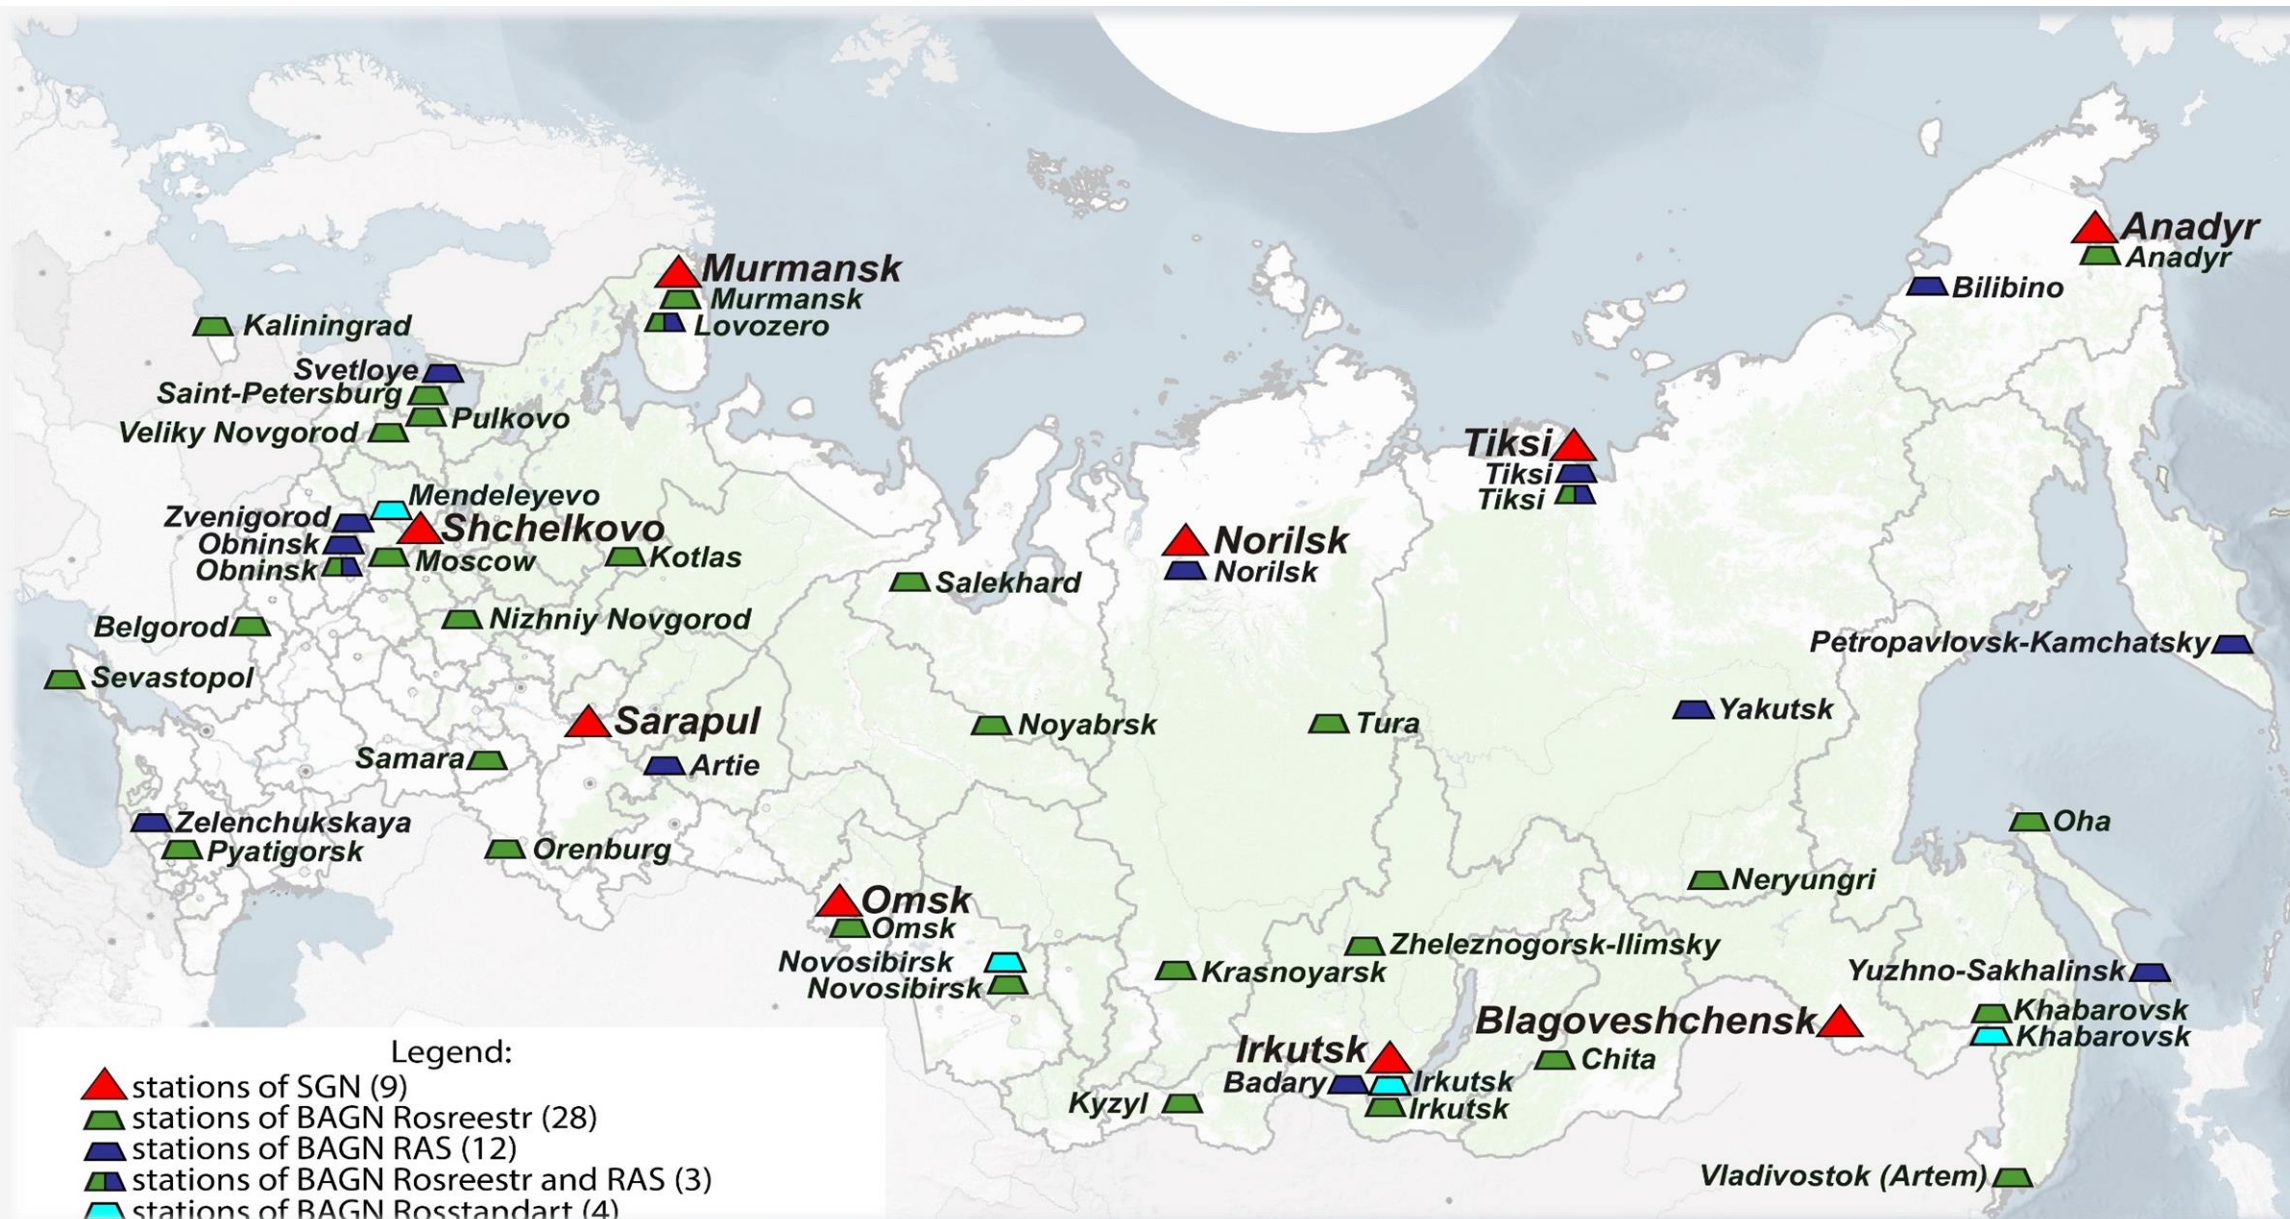 Anadyr
Anadyr
Murmansk
Bilibino
Murmansk
Kaliningrad
Lovozero
Svetloye
Saint-Petersburg
Pulkovo
Veliky Novgorod
Tiksi
Tiksi
Tiksi
Mendeleyevo
Zvenigorod
Shchelkovo
Norilsk
Obninsk
Moscow
Kotlas
Obninsk
Norilsk
Salekhard
Nizhniy Novgorod
Belgorod
Petropavlovsk-Kamchatsky
Sevastopol
Yakutsk
Sarapul
Noyabrsk
Tura
Samara
Artie
Zelenchukskaya
Oha
Pyatigorsk
Orenburg
Neryungri
Omsk
Omsk
Zheleznogorsk-Ilimsky
Novosibirsk
Krasnoyarsk
Yuzhno-Sakhalinsk
Novosibirsk
Khabarovsk
Blagoveshchensk
Khabarovsk
Irkutsk
Chita
Badary
Irkutsk
Kyzyl
Irkutsk
Vladivostok (Artem)
Legend:
stations of SGN (9)
stations of BAGN Rosreestr (28)
stations of BAGN RAS (12)
stations of BAGN Rosreestr and RAS (3)
stations of BAGN Rosstandart (4)